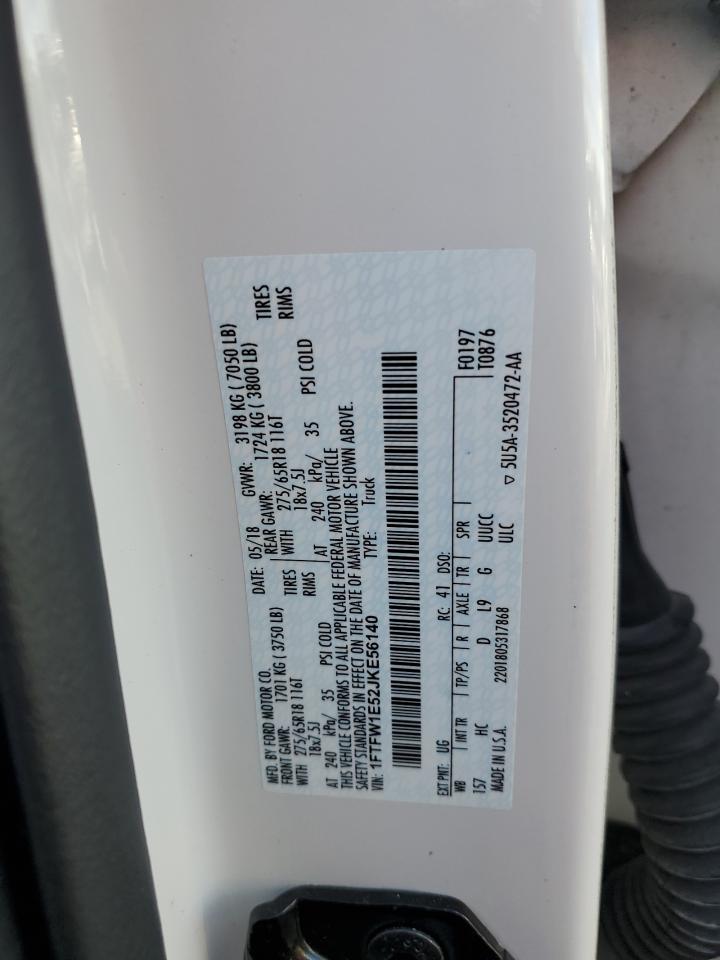 MFD. BY FORD MOTOR CO.
DATE: 05/18 GVWR: 3198 KG ( 7050 LB)
FRONT GAWR: 1701 KG ( 3750 LB) REAR GAWR: 1724 KG ( 3800 LB)
WITH 275/65R18 116T TIRES WITH 275/65R18 116T TIRES
18x7.5J RIMS 18x7.5J RIMS
AT 240 kPa/ 35 PSI COLD AT 240 kPa/ 35 PSI COLD
THIS VEHICLE CONFORMS TO ALL APPLICABLE FEDERAL MOTOR VEHICLE
SAFETY STANDARDS IN EFFECT ON THE DATE OF MANUFACTURE SHOWN ABOVE.
VIN: 1FTFW1E52JKE56140 TYPE: Truck
EXT PNT: UG RC: 41 DSO: F0197
WB INT TR TP/PS R AXLE TR SPR T0876
157 HC D L9 G UUCC
MADE IN U.S.A. 2201805317868 ULC
▽ 5U5A-3520472-AA